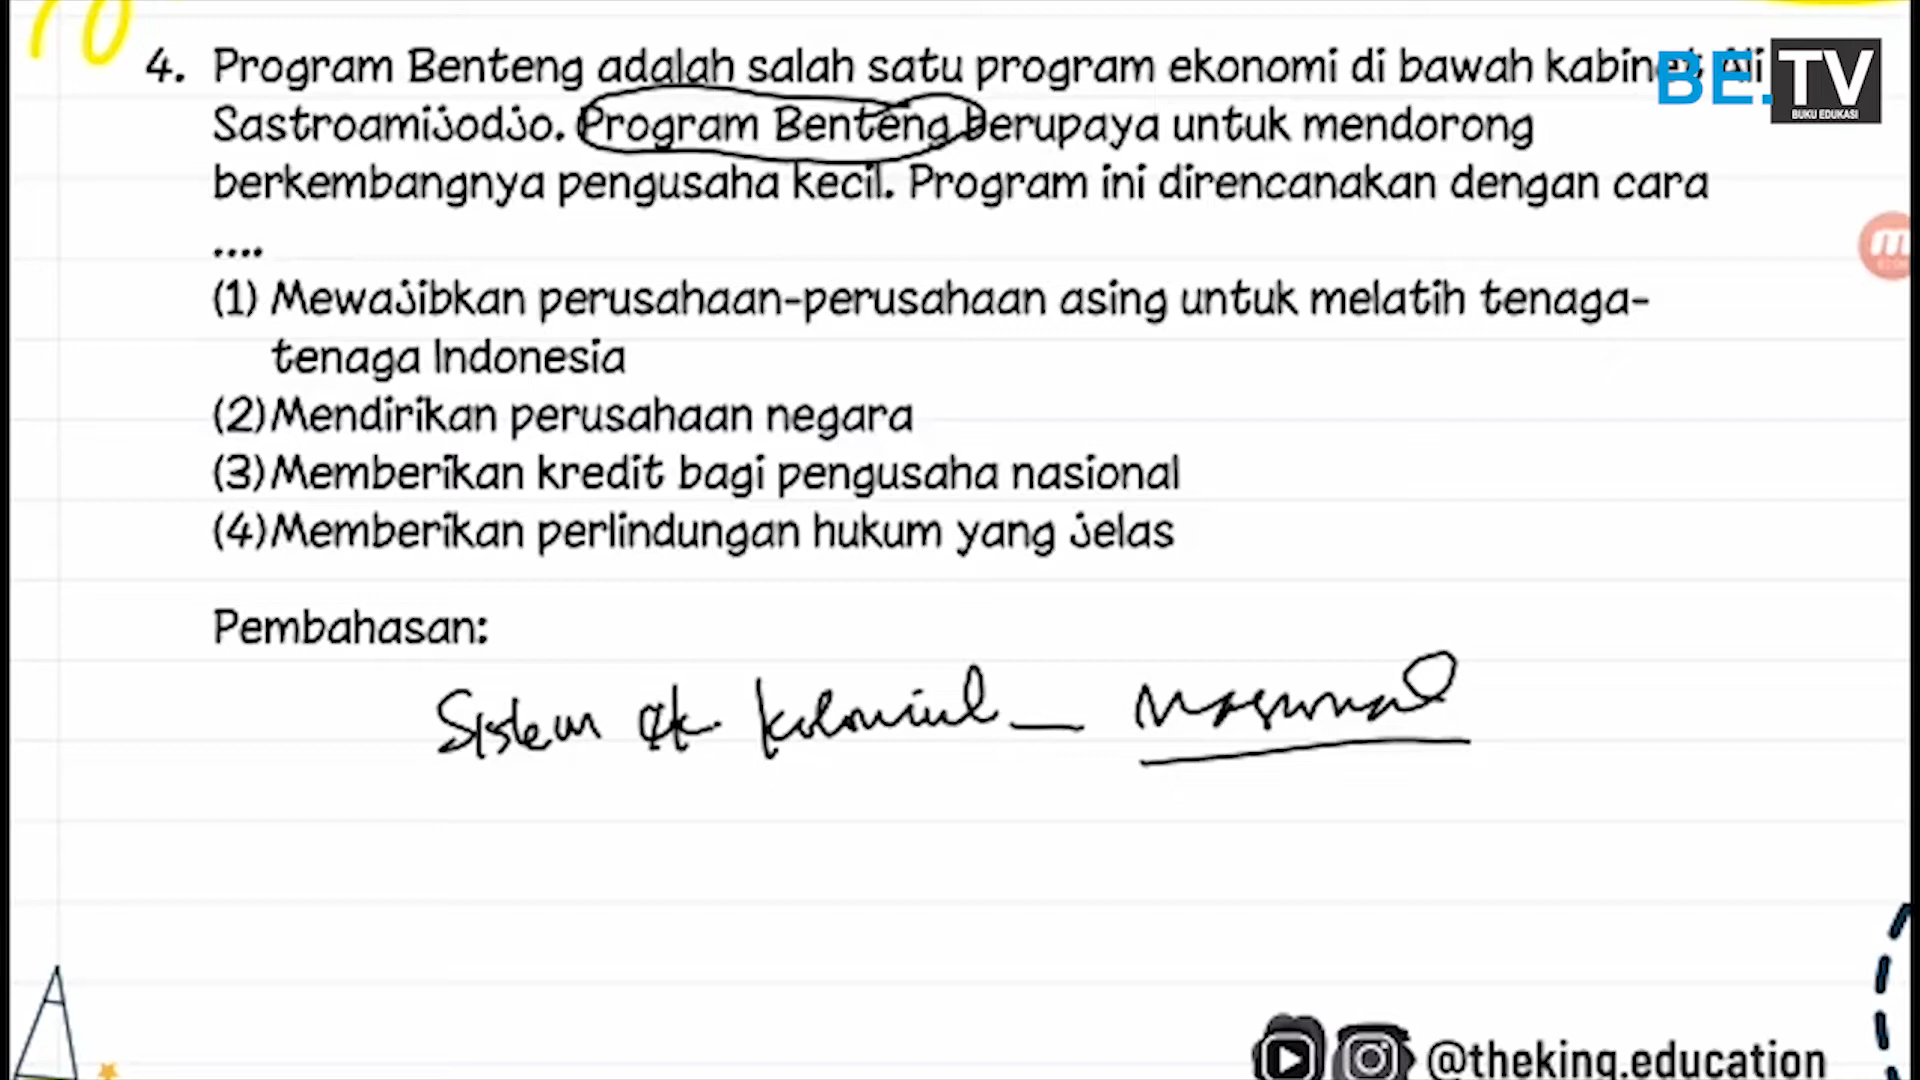 4. Program Benteng adalah salah satu program ekonomi di bawah kabinet Ali
BE.TV
BUKU EDUKASI
Sastroamijodjo. Program Benteng berupaya untuk mendorong
berkembangnya pengusaha kecil. Program ini direncanakan dengan cara
....
(1) Mewajibkan perusahaan-perusahaan asing untuk melatih tenaga-
tenaga Indonesia
(2) Mendirikan perusahaan negara
(3) Memberikan kredit bagi pengusaha nasional
(4) Memberikan perlindungan hukum yang jelas
Pembahasan:
Sistem ek. kolonial – Nasional
@theking.education